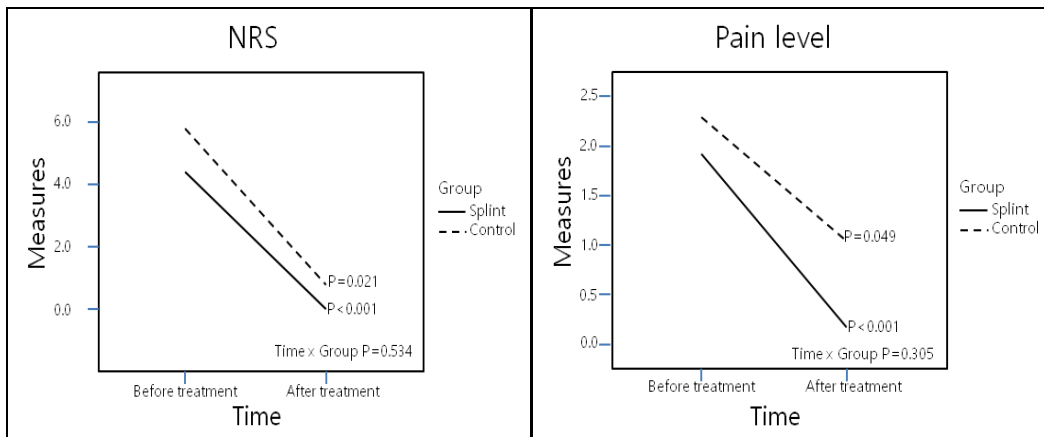 NRS
6.0
4.0
2.0
0.0
Measures
P=0.021
P<0.001
Time x Group P=0.534
Before treatment
After treatment
Time
Group
Splint
Control
Pain level
2.5
2.0
1.5
1.0
0.5
0.0
Measures
P=0.049
P<0.001
Time x Group P=0.305
Before treatment
After treatment
Time
Group
Splint
Control